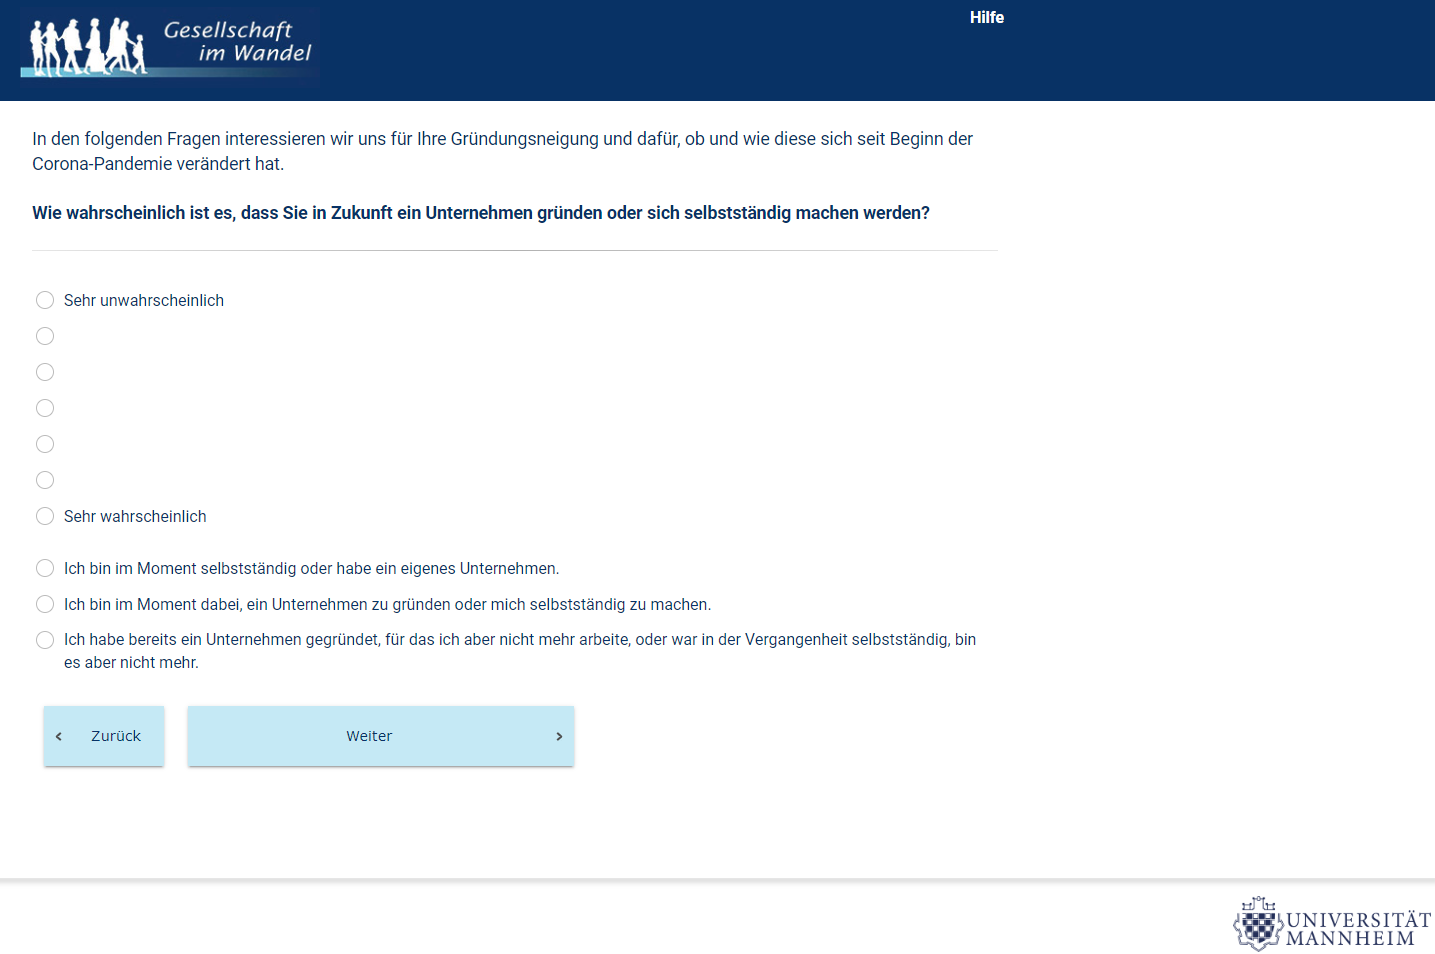 Gesellschaft
im Wandel
Hilfe
In den folgenden Fragen interessieren wir uns für Ihre Gründungsneigung und dafür, ob und wie diese sich seit Beginn der
Corona-Pandemie verändert hat.
Wie wahrscheinlich ist es, dass Sie in Zukunft ein Unternehmen gründen oder sich selbstständig machen werden?
Sehr unwahrscheinlich
Sehr wahrscheinlich
Ich bin im Moment selbstständig oder habe ein eigenes Unternehmen.
Ich bin im Moment dabei, ein Unternehmen zu gründen oder mich selbstständig zu machen.
Ich habe bereits ein Unternehmen gegründet, für das ich aber nicht mehr arbeite, oder war in der Vergangenheit selbstständig, bin
es aber nicht mehr.
Zurück
Weiter
UNIVERSITÄT
MANNHEIM